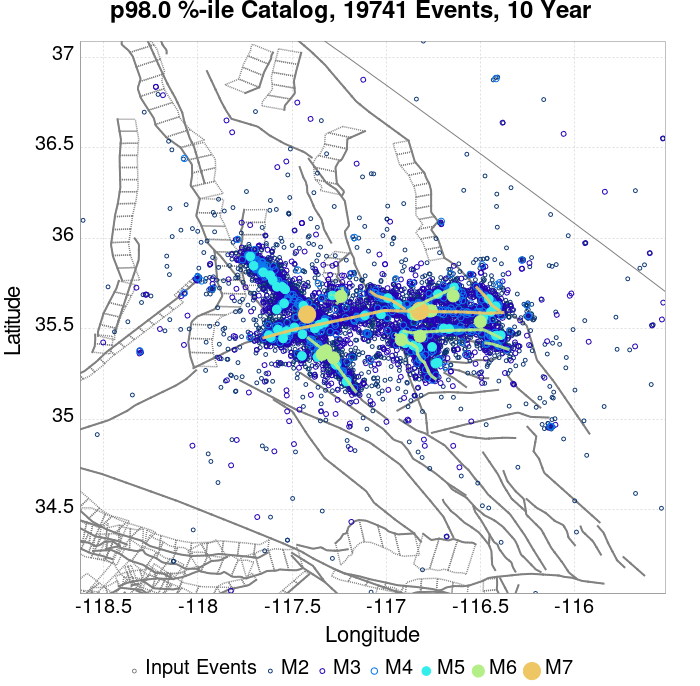 p98.0 %-ile Catalog, 19741 Events, 10 Year
37
36.5
36
35.5
35
34.5
Latitude
-118.5 -118 -117.5 -117 -116.5 -116
Longitude
Input Events M2 M3 M4 M5 M6 M7